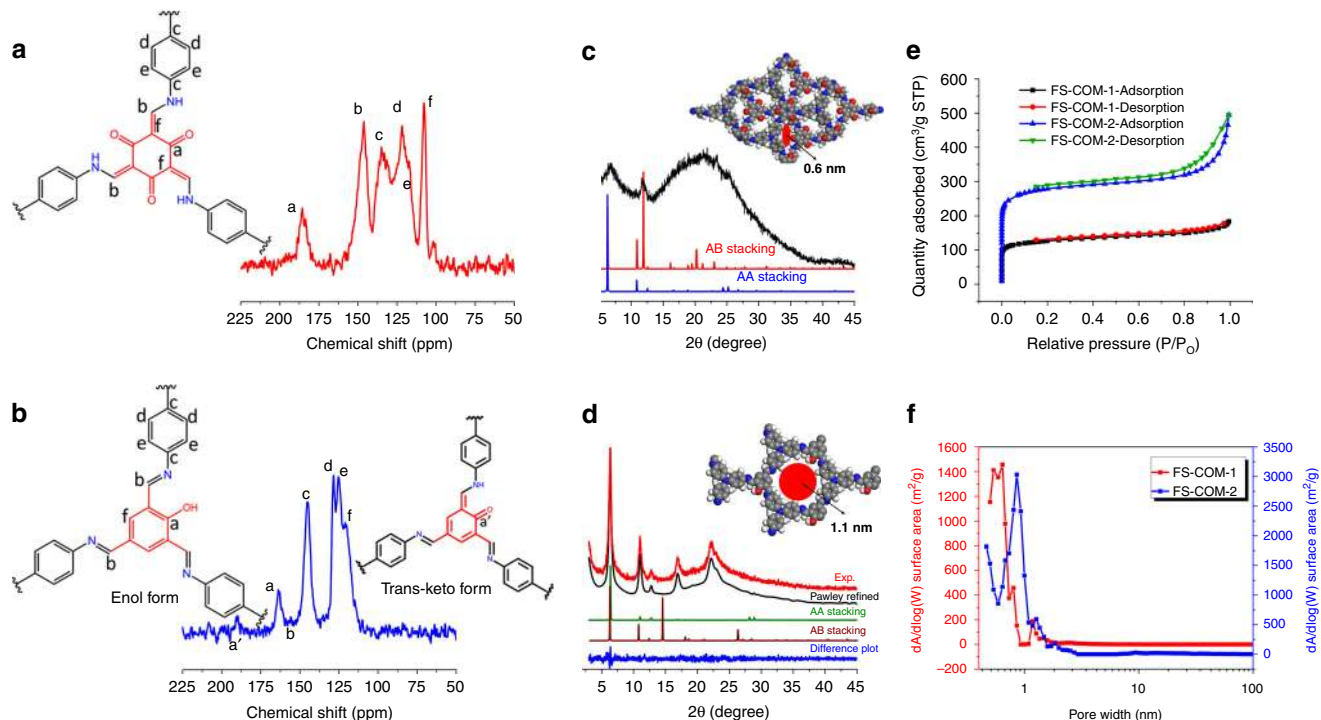 a
c
d d
e e
c
b NH
f
O O
a
f
H
N
b
O
HN
a
b
c
d
e
f
225 200 175 150 125 100 75 50
Chemical shift (ppm)
b
c
d d
e e
c
N
b
OH
f a
N
b
N
Enol form
a'
a
b
c
d
e
f
NH
O
a'
N
N
Trans-keto form
225 200 175 150 125 100 75 50
Chemical shift (ppm)
c
0.6 nm
AB stacking
AA stacking
5 10 15 20 25 30 35 40 45
2θ (degree)
d
1.1 nm
Exp.
Pawley refined
AA stacking
AB stacking
Difference plot
5 10 15 20 25 30 35 40 45
2θ (degree)
e
Quantity adsorbed (cm³/g STP)
600
500
400
300
200
100
0
FS-COM-1-Adsorption
FS-COM-1-Desorption
FS-COM-2-Adsorption
FS-COM-2-Desorption
0.0 0.2 0.4 0.6 0.8 1.0
Relative pressure (P/PO)
f
dA/dlog(W) surface area (m²/g)
1600
1400
1200
1000
800
600
400
200
0
−200
FS-COM-1
FS-COM-2
3500
3000
2500
2000
1500
1000
500
0
dA/dlog(W) surface area (m²/g)
1 10 100
Pore width (nm)